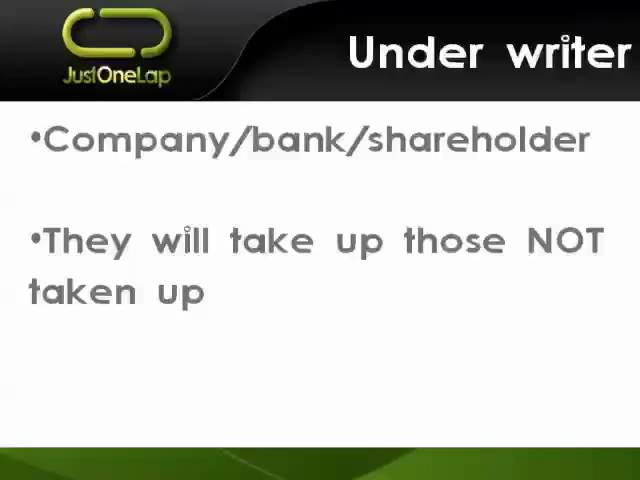 JustOneLap
Under writer
•Company/bank/shareholder
•They will take up those NOT
taken up